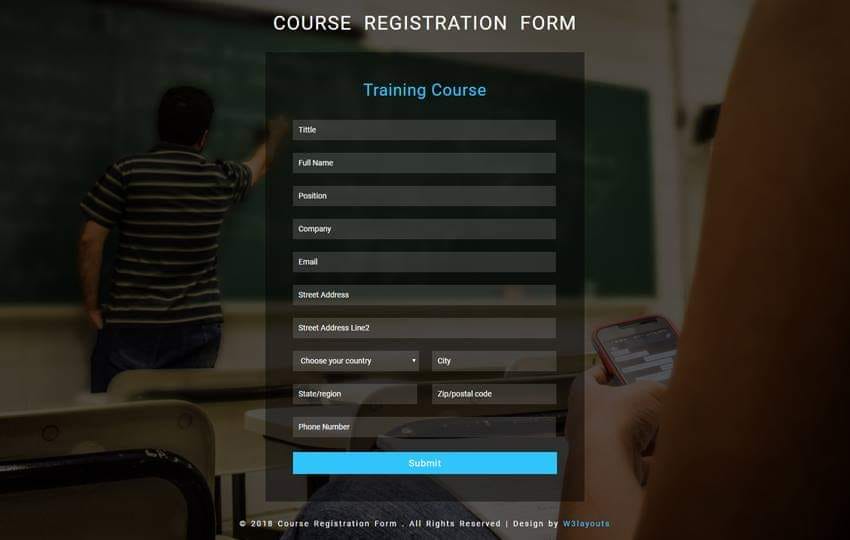 COURSE REGISTRATION FORM
Training Course
Tittle
Full Name
Position
Company
Email
Street Address
Street Address Line2
Choose your country
City
State/region
Zip/postal code
Phone Number
Submit
© 2018 Course Registration Form . All Rights Reserved | Design by W3layouts